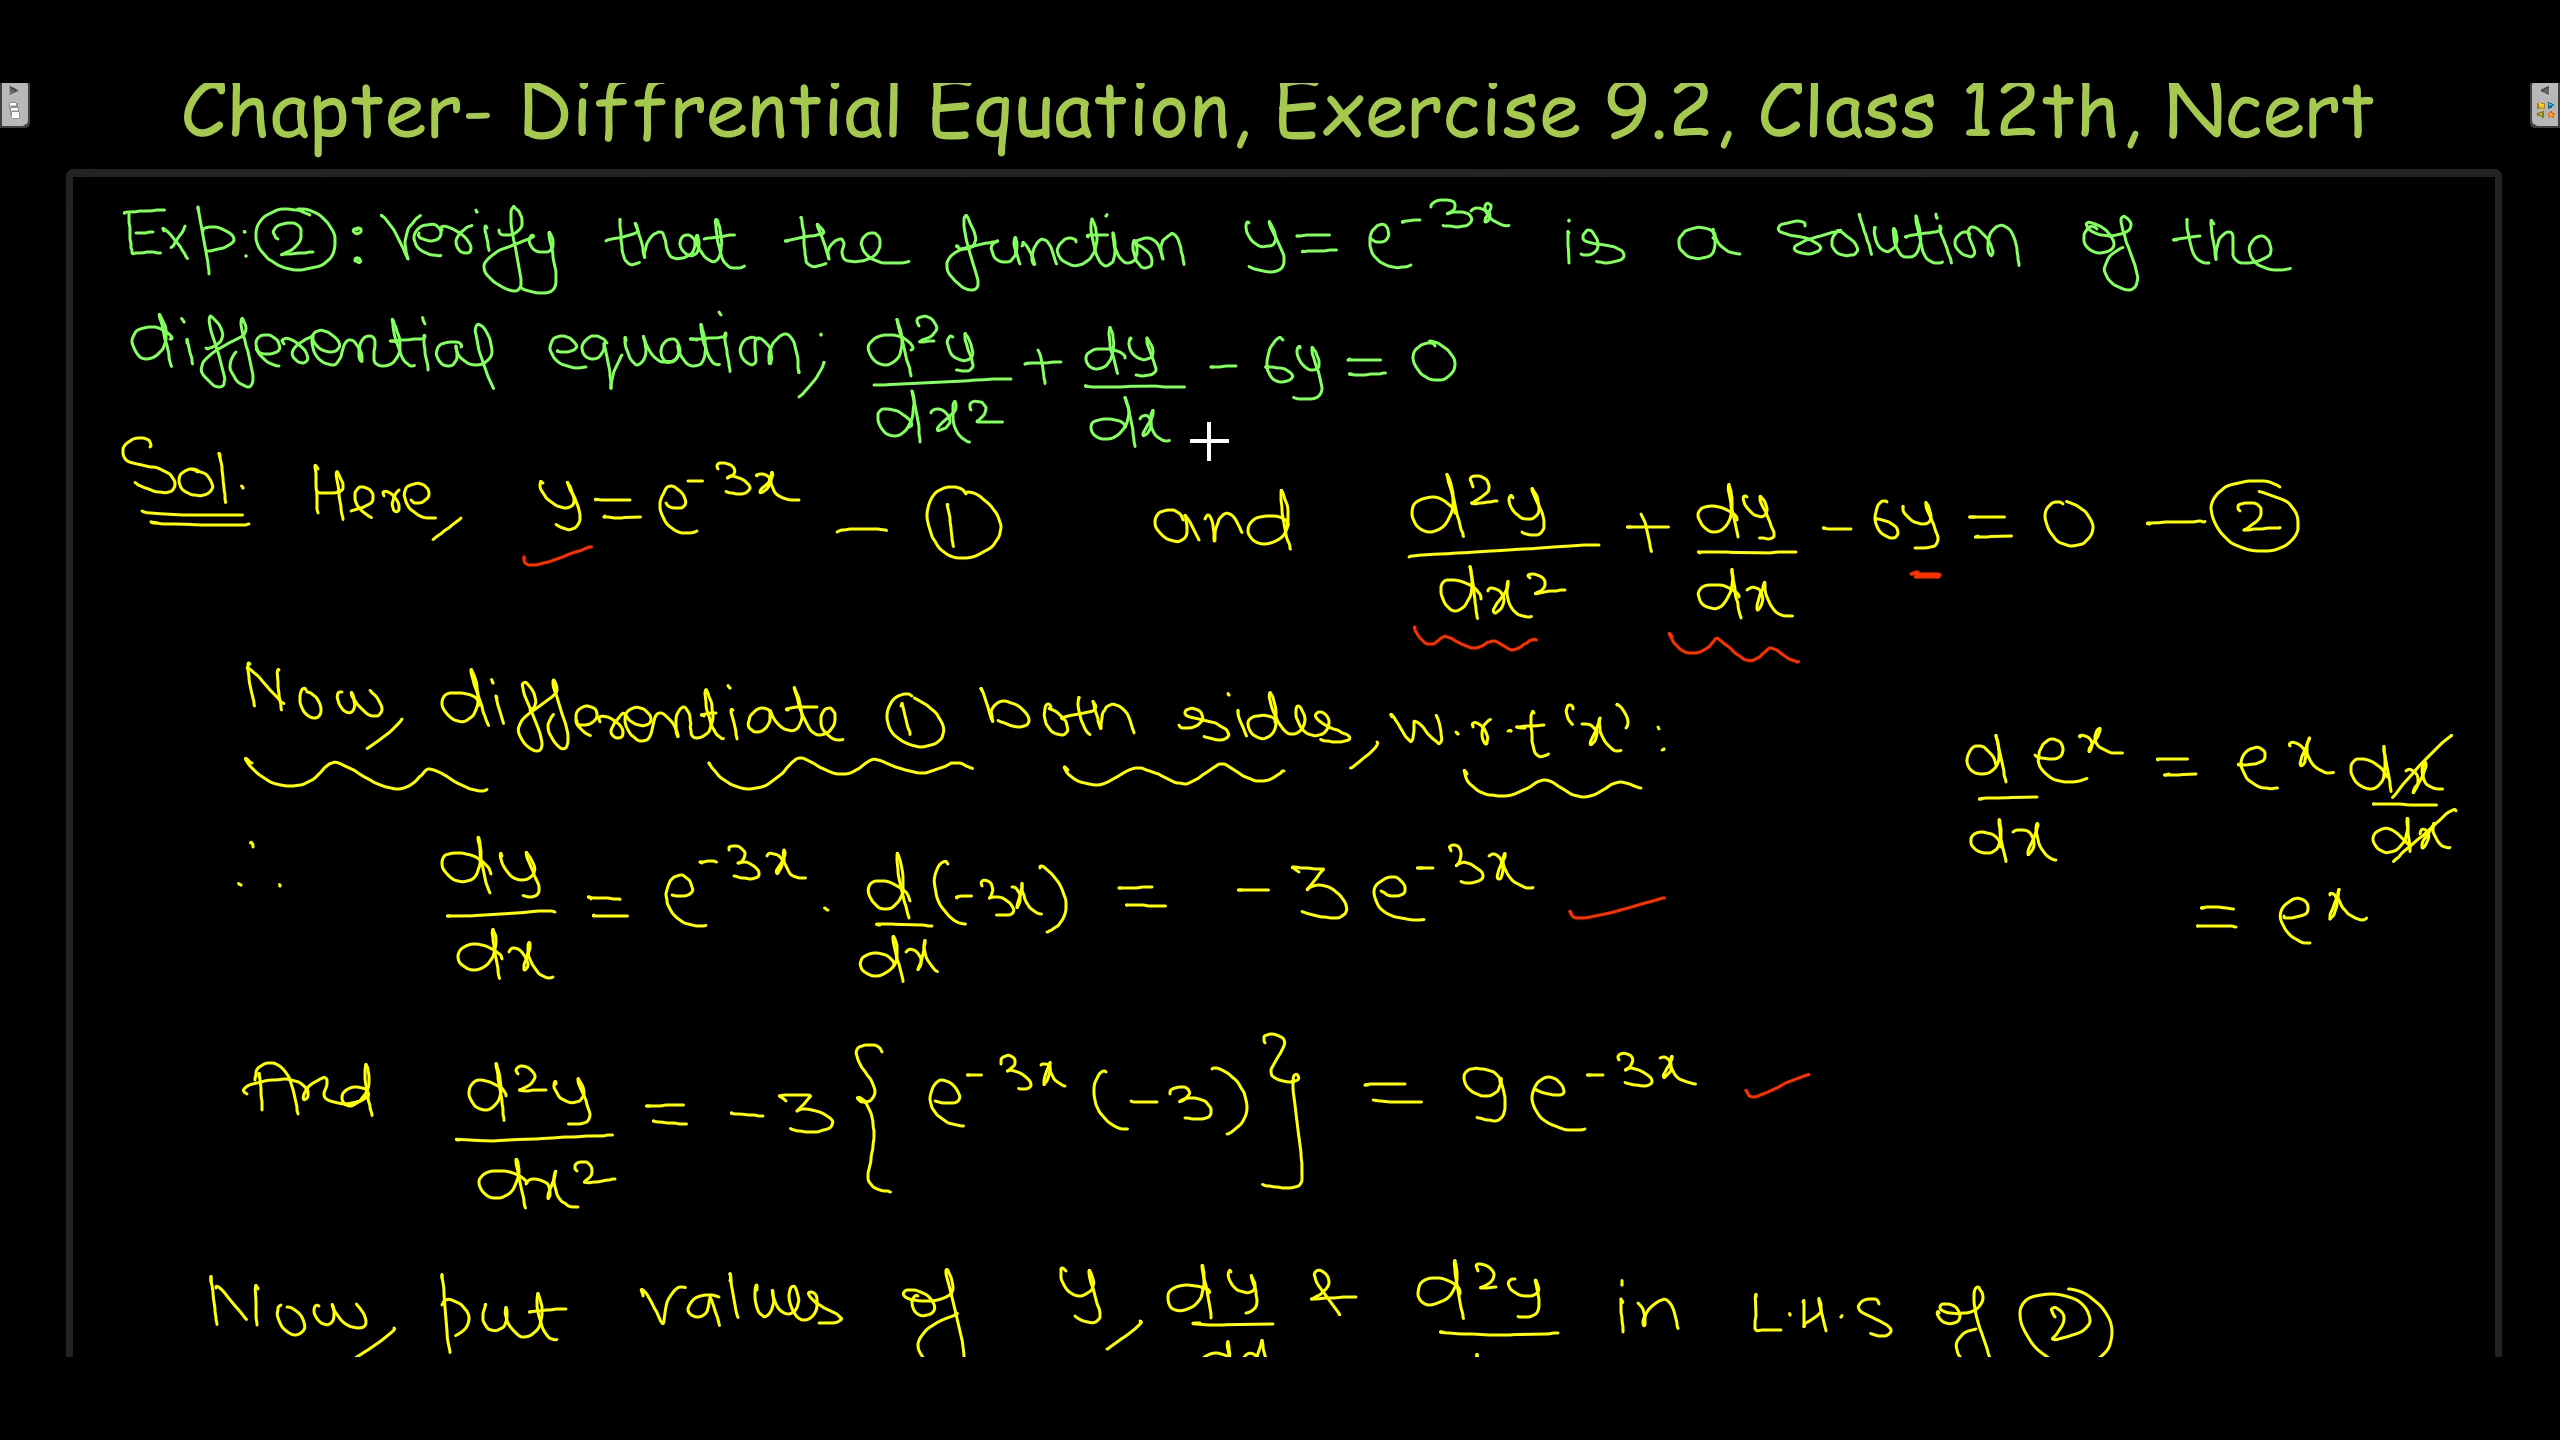 Chapter- Diffrential Equation, Exercise 9.2, Class 12th, Ncert
Exp: ② : Verify that the function y = e^{-3x} is a solution of the
differential equation; d²y/dx² + dy/dx - 6y = 0
Sol. Here, y = e^{-3x} — ① and d²y/dx² + dy/dx - 6y = 0 — ②
Now, differentiate ① both sides, w.r.t 'x':
d/dx e^x = e^x dx/dx
∴ dy/dx = e^{-3x} . d/dx (-3x) = -3e^{-3x}
= e^x
And d²y/dx² = -3{e^{-3x} (-3)} = 9e^{-3x}
Now, put values of y, dy/dx & d²y in L.H.S of ②